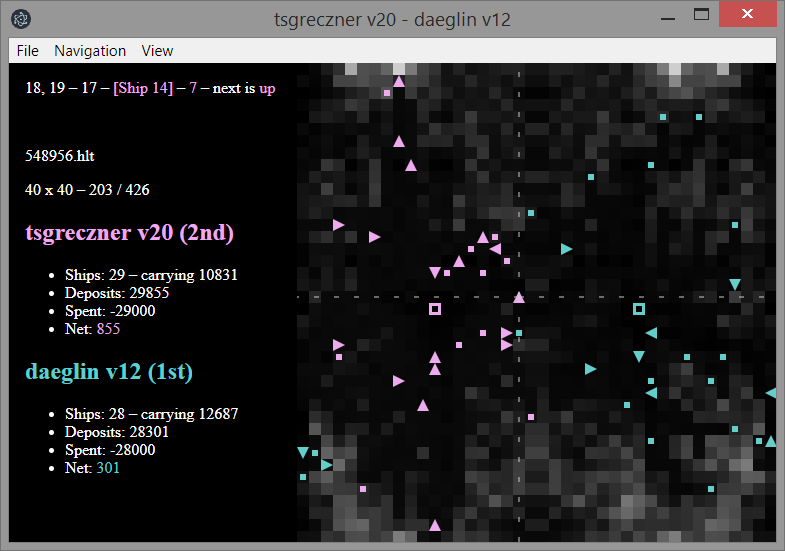 tsgreczner v20 - daeglin v12
File Navigation View
18, 19 – 17 – [Ship 14] – 7 – next is up
548956.hlt
40 x 40 – 203 / 426
tsgreczner v20 (2nd)
Ships: 29 – carrying 10831
Deposits: 29855
Spent: -29000
Net: 855
daeglin v12 (1st)
Ships: 28 – carrying 12687
Deposits: 28301
Spent: -28000
Net: 301